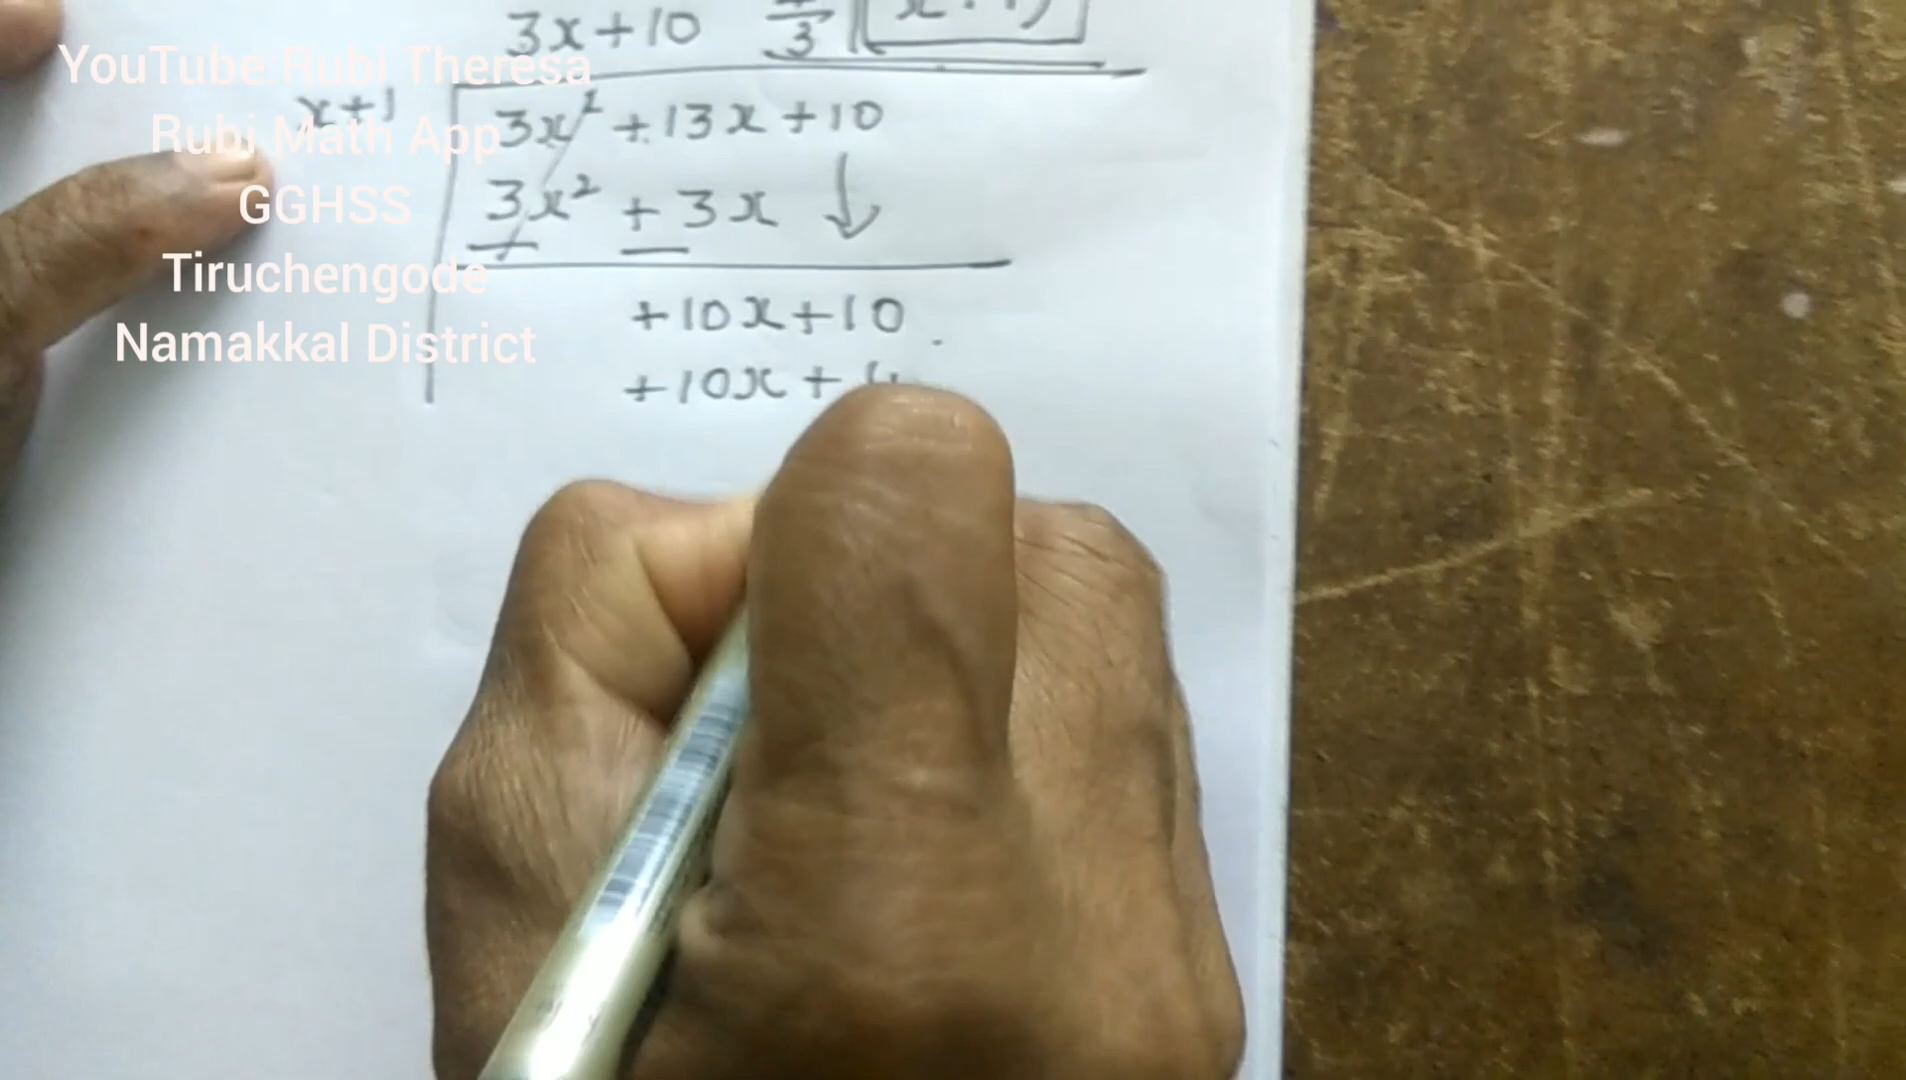 3x+10
YouTube:Rubi Theresa
x+1
3x²+13x+10
Rubi Math App
3x²+3x
GGHSS
Tiruchengode
+10x+10
Namakkal District
+10x+